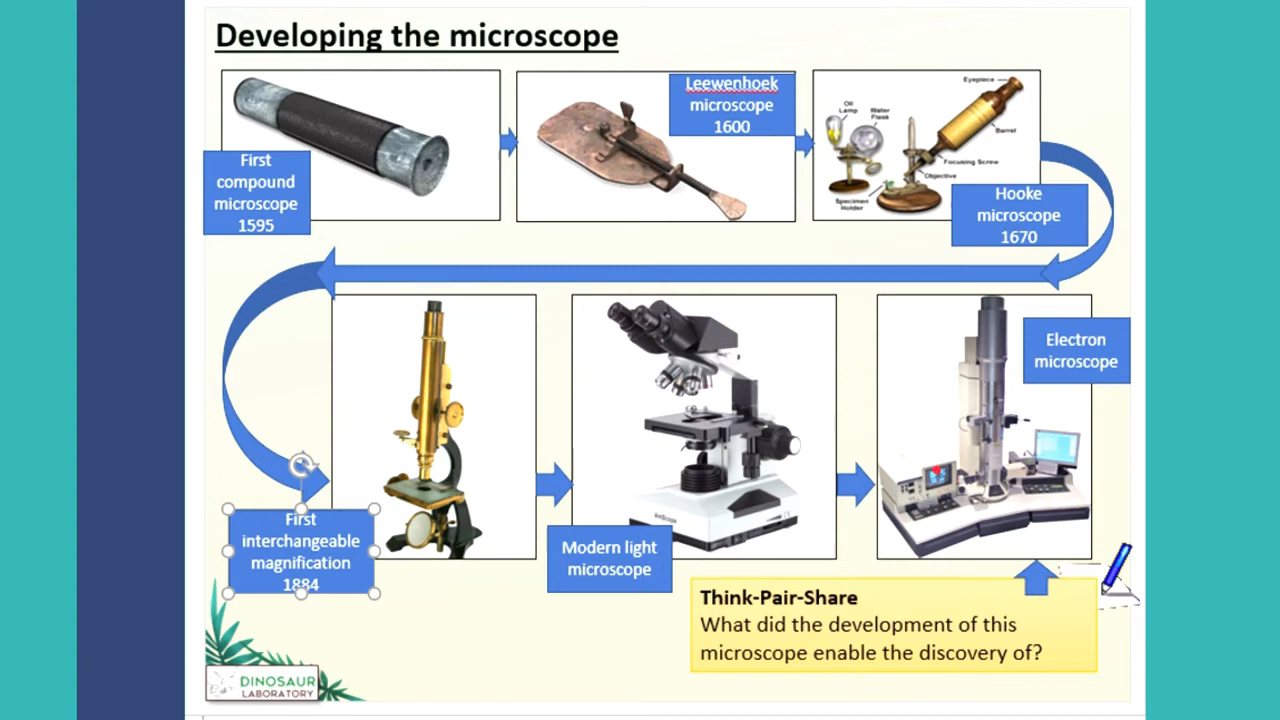 Developing the microscope
First
compound
microscope
1595
Leewenhoek
microscope
1600
Eyepiece
Oil
Lamp
Water
Flask
Barrel
Focusing Screw
Objective
Specimen
Holder
Hooke
microscope
1670
First
interchangeable
magnification
1884
Modern light
microscope
Electron
microscope
Think-Pair-Share
What did the development of this
microscope enable the discovery of?
DINOSAUR
LABORATORY